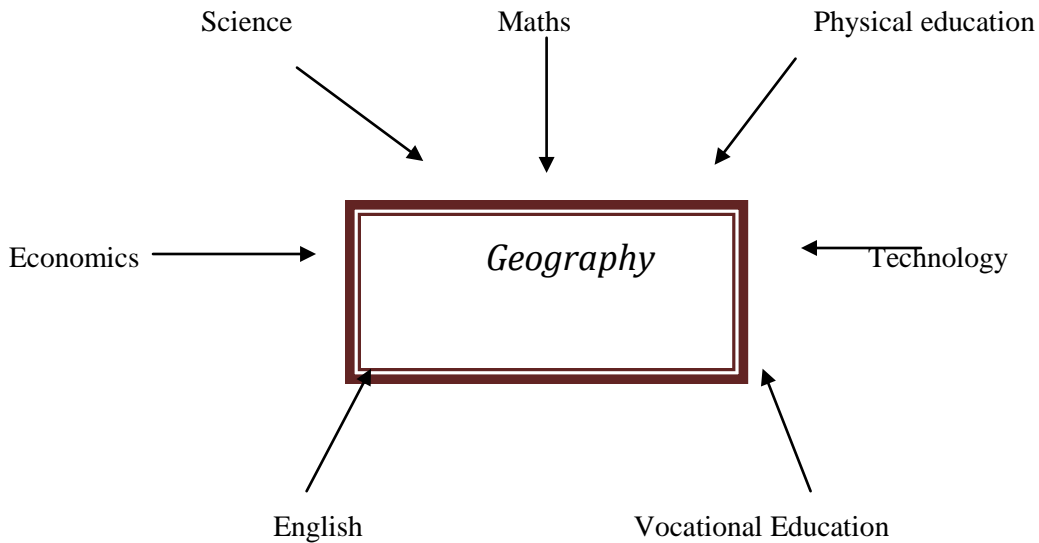 Science Maths Physical education
Economics Geography Technology
English Vocational Education